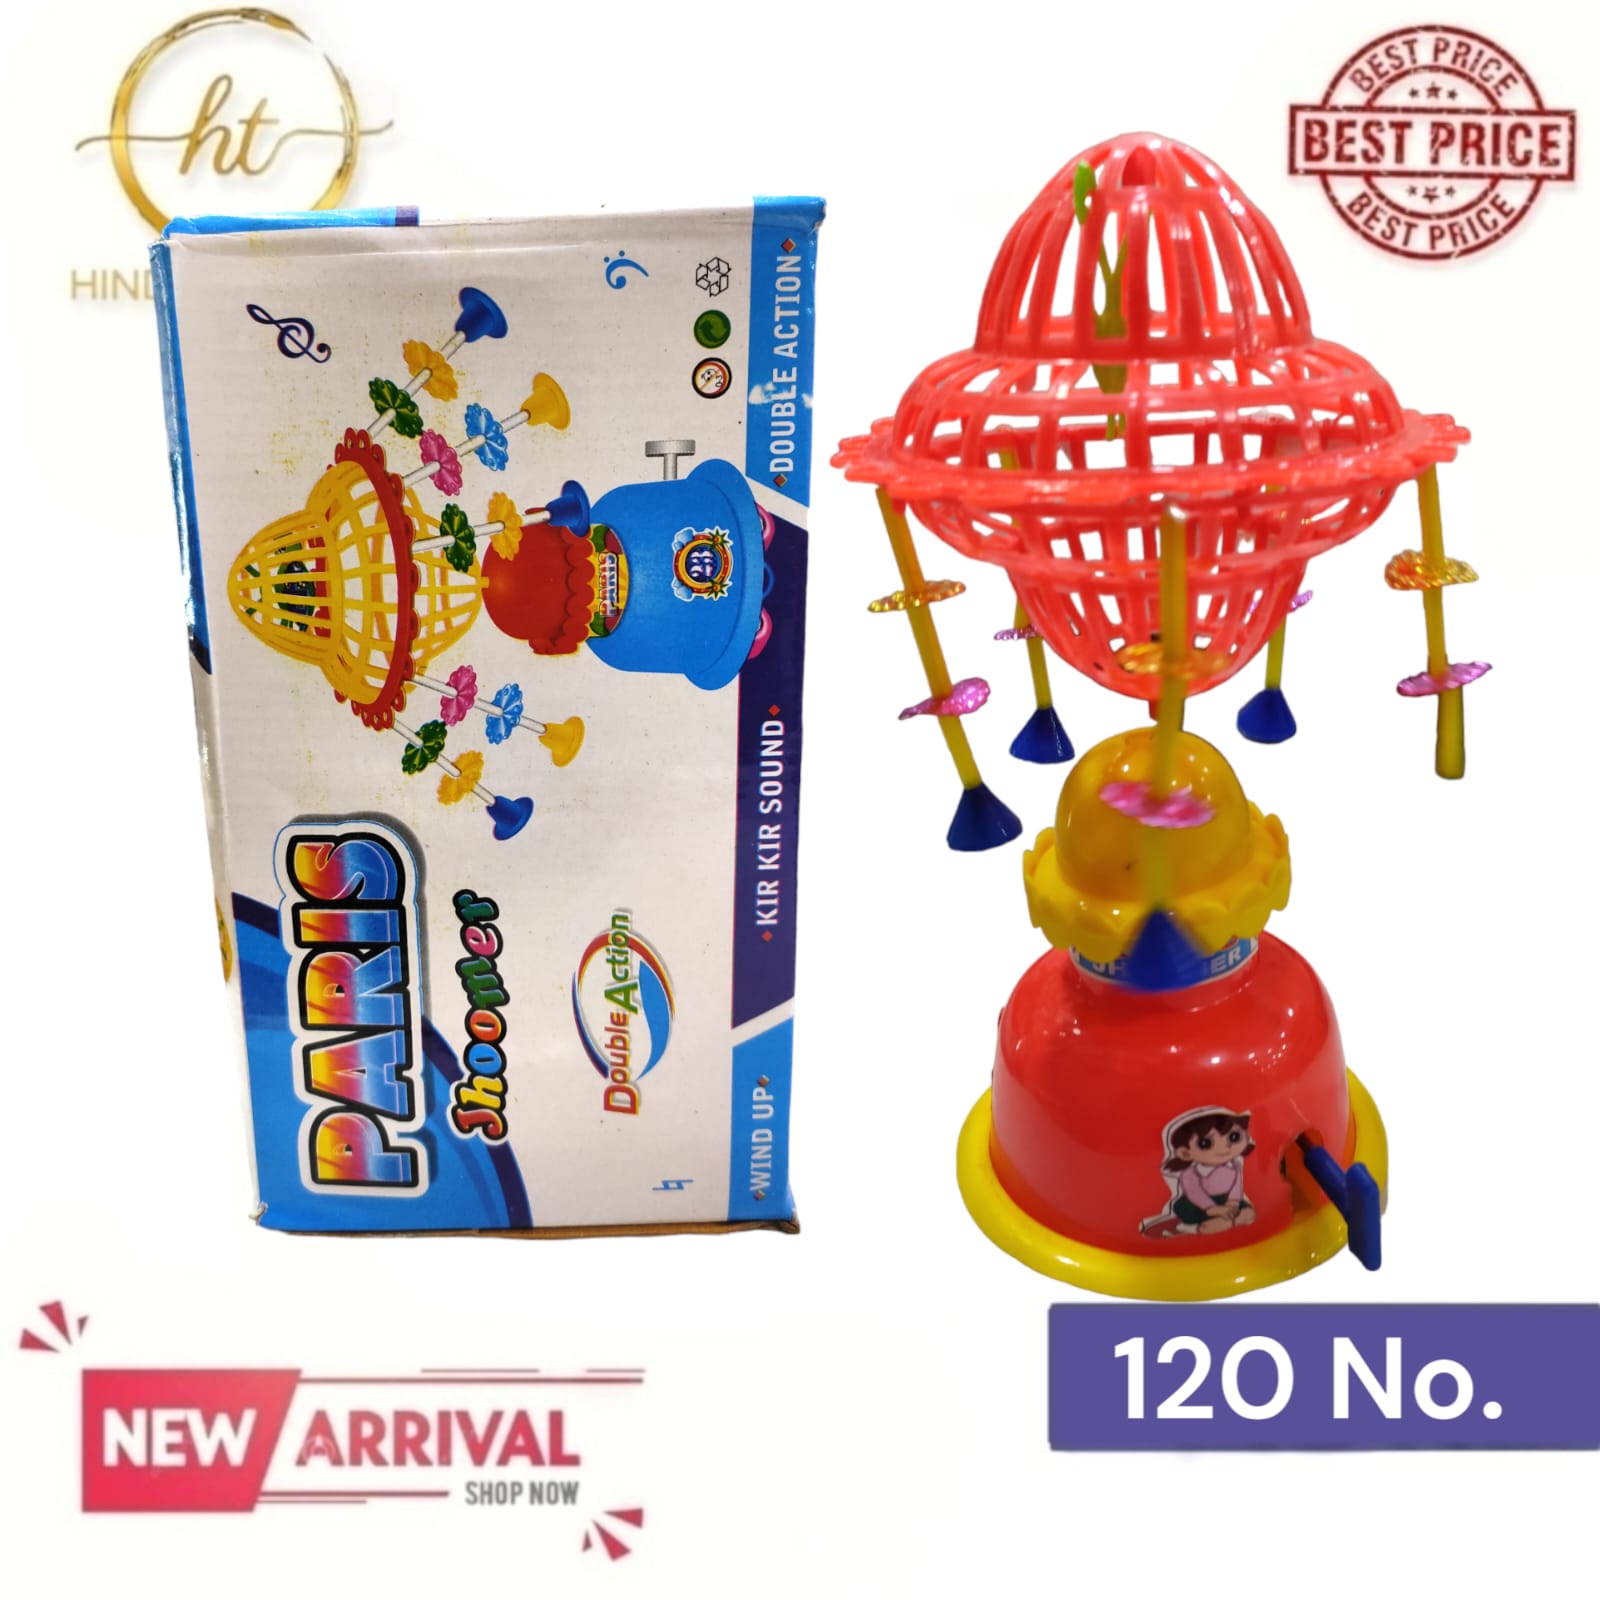 ht
HIND
BEST PRICE
BEST PRICE
BEST PRICE
DOUBLE ACTION
KIR KIR SOUND
WIND UP
PARIS
Jhoomer
Double Action
PARIS
NEW ARRIVAL
SHOP NOW
120 No.